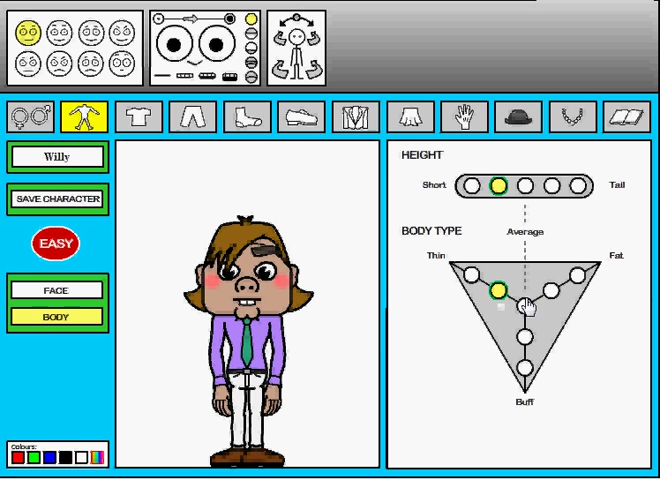 Willy
SAVE CHARACTER
EASY
FACE
BODY
Colours:
HEIGHT
Short
Tall
Average
BODY TYPE
Thin
Fat
Buff